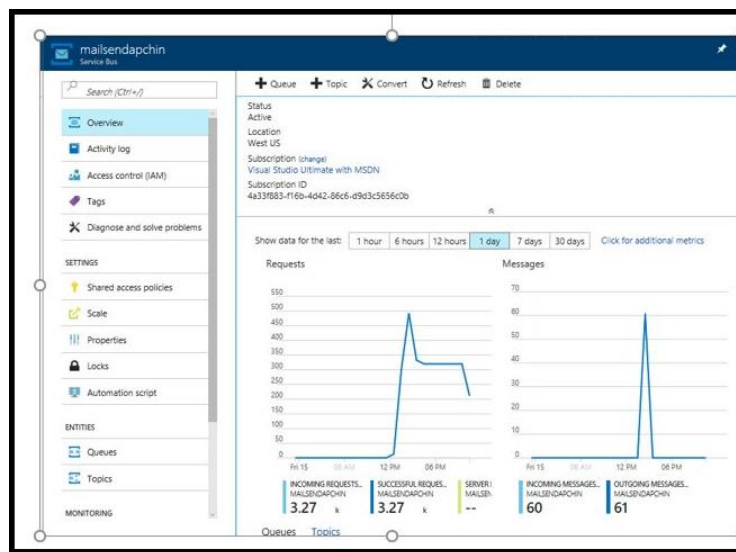 mailsendapchin
Service Bus
Search (Ctrl+/)
Overview
Activity log
Access control (IAM)
Tags
Diagnose and solve problems
SETTINGS
Shared access policies
Scale
Properties
Locks
Automation script
ENTITIES
Queues
Topics
MONITORING
Queue Topic Convert Refresh Delete
Status
Active
Location
West US
Subscription (change)
Visual Studio Ultimate with MSDN
Subscription ID
4a33f883-f16b-4d42-86c6-d9d3c5656c0b
Show data for the last: 1 hour 6 hours 12 hours 1 day 7 days 30 days Click for additional metrics
Requests
550
500
450
400
350
300
250
200
150
100
50
0
Fri 15 06 AM 12 PM 06 PM
INCOMING REQUESTS...
MAILSENDAPCHIN
3.27 k
SUCCESSFUL REQUES...
MAILSENDAPCHIN
3.27 k
SERVER
MAILSEN
--
Messages
70
60
50
40
30
20
10
0
Fri 15 06 AM 12 PM 06 PM
INCOMING MESSAGES...
MAILSENDAPCHIN
60
OUTGOING MESSAGES...
MAILSENDAPCHIN
61
Queues Topics